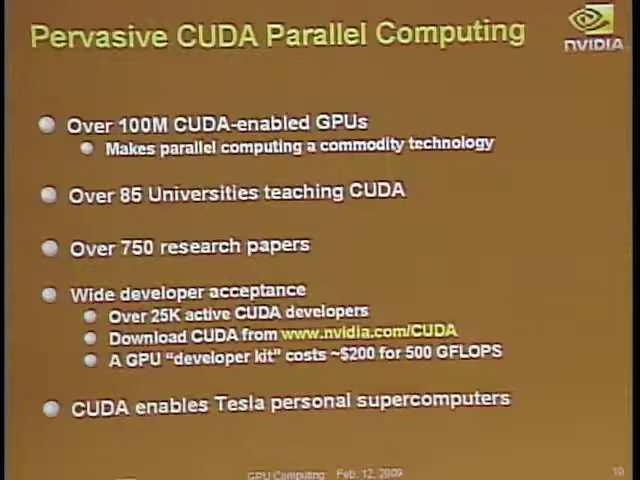 Pervasive CUDA Parallel Computing
NVIDIA
Over 100M CUDA-enabled GPUs
Makes parallel computing a commodity technology
Over 85 Universities teaching CUDA
Over 750 research papers
Wide developer acceptance
Over 25K active CUDA developers
Download CUDA from www.nvidia.com/CUDA
A GPU “developer kit” costs ~$200 for 500 GFLOPS
CUDA enables Tesla personal supercomputers
GPU Computing Feb. 12, 2009